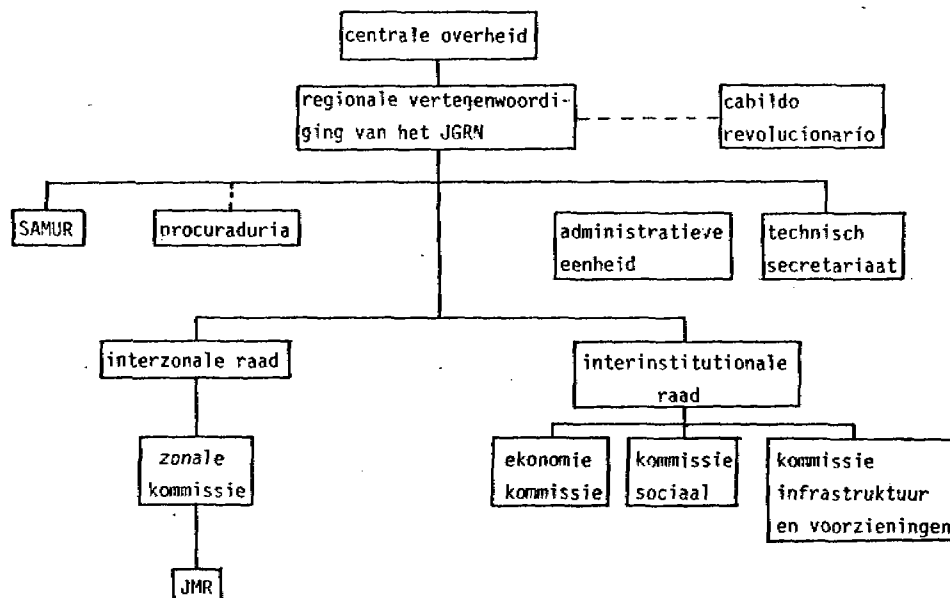 centrale overheid
regionale vertegenwoordi-
ging van het JGRN
cabildo
revolucionario
SAMUR
procuraduria
administratieve
eenheid
technisch
secretariaat
interzonale raad
interinstitutionale
raad
zonale
kommissie
ekonomie
kommissie
kommissie
sociaal
kommissie
infrastruktuur
en voorzieningen
JMR